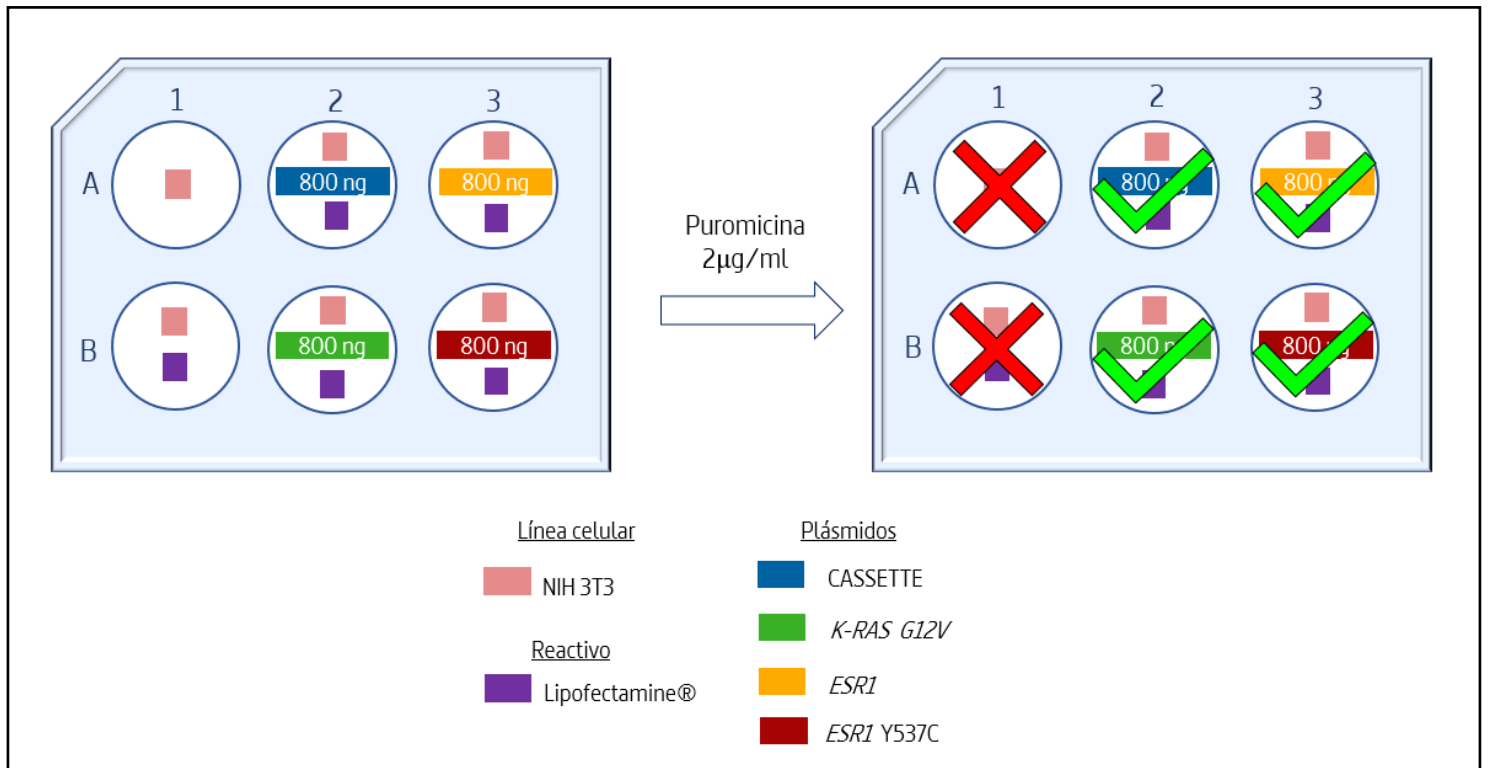 1 2 3
A 800 ng 800 ng
B 800 ng 800 ng
Puromicina
2μg/ml
1 2 3
A 800 ng 800 ng
B 800 ng 800 ng
Línea celular
NIH 3T3
Reactivo
Lipofectamine®
Plásmidos
CASSETTE
K-RAS G12V
ESR1
ESR1 Y537C